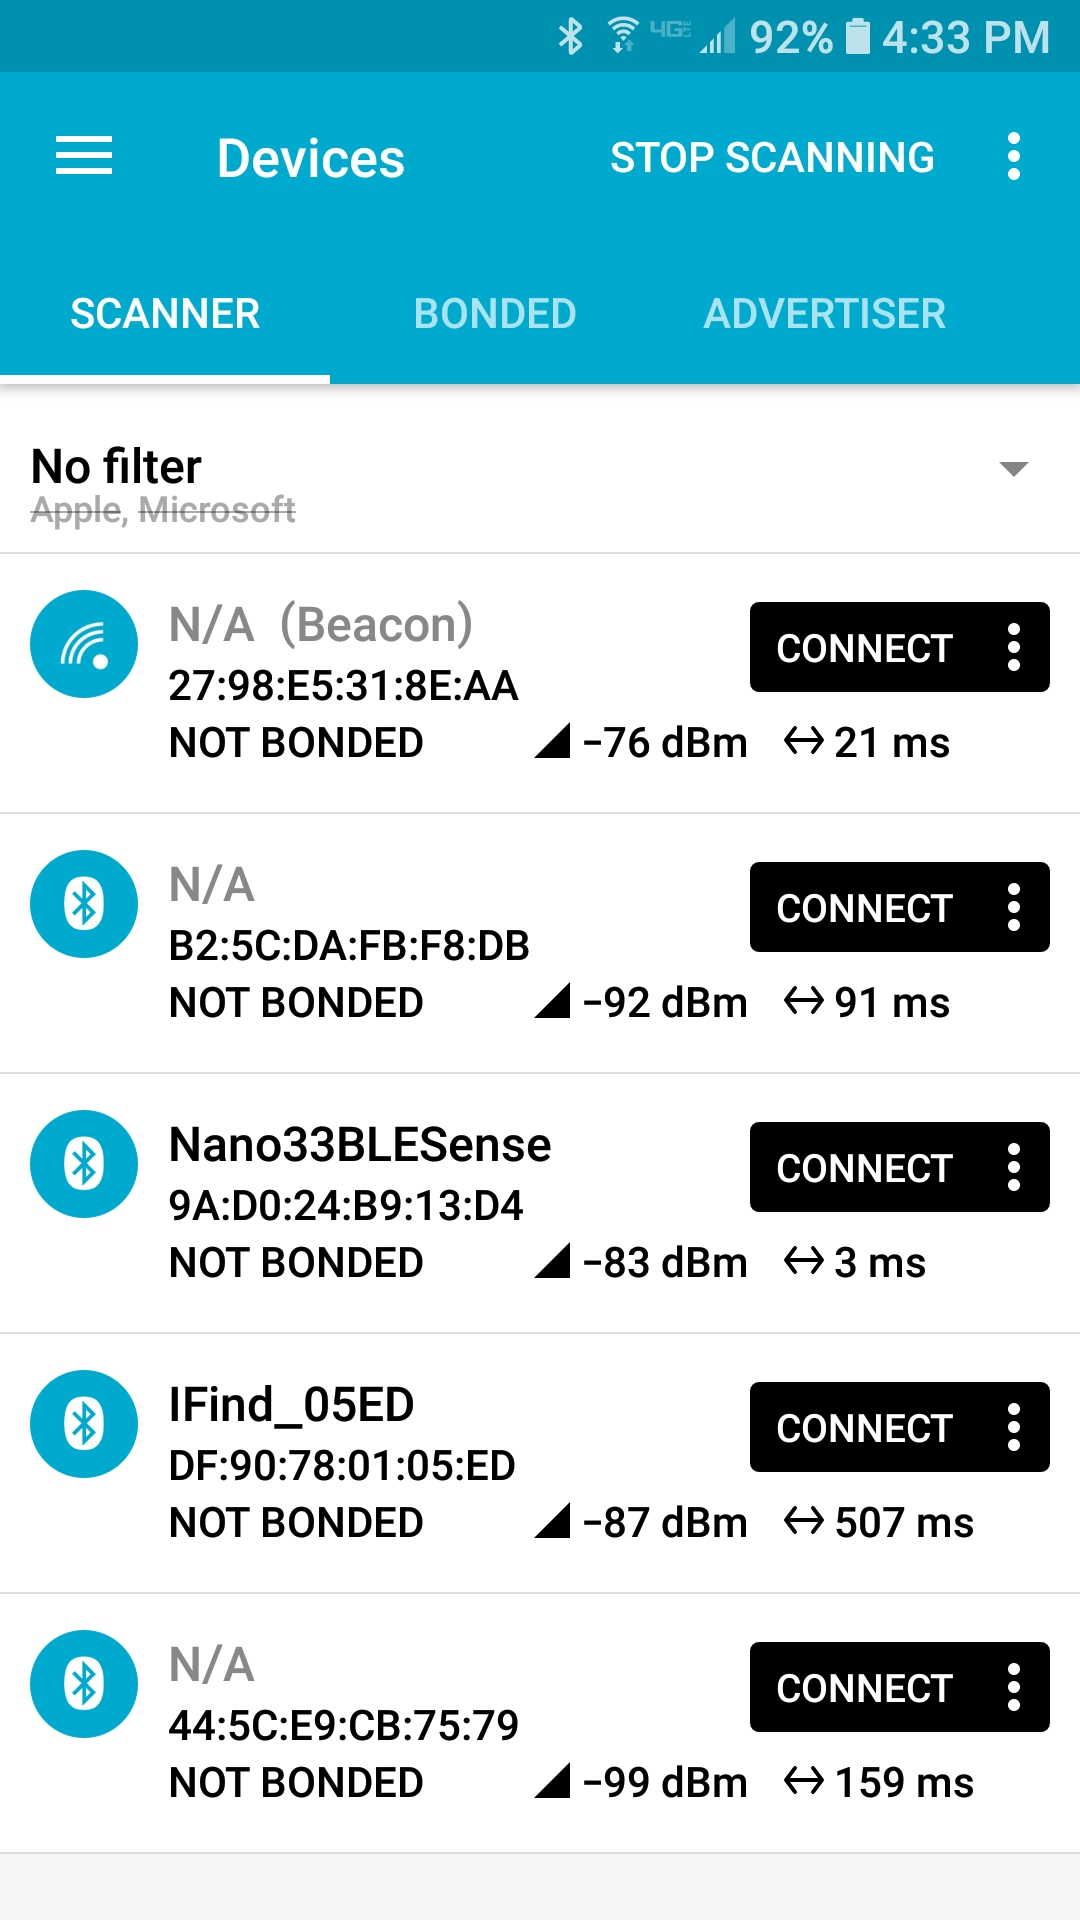 4G 92% 4:33 PM
Devices STOP SCANNING
SCANNER BONDED ADVERTISER
No filter
Apple, Microsoft
N/A (Beacon)
CONNECT
27:98:E5:31:8E:AA
NOT BONDED -76 dBm ↔ 21 ms
N/A
CONNECT
B2:5C:DA:FB:F8:DB
NOT BONDED -92 dBm ↔ 91 ms
Nano33BLESense
CONNECT
9A:D0:24:B9:13:D4
NOT BONDED -83 dBm ↔ 3 ms
IFind_05ED
CONNECT
DF:90:78:01:05:ED
NOT BONDED -87 dBm ↔ 507 ms
N/A
CONNECT
44:5C:E9:CB:75:79
NOT BONDED -99 dBm ↔ 159 ms